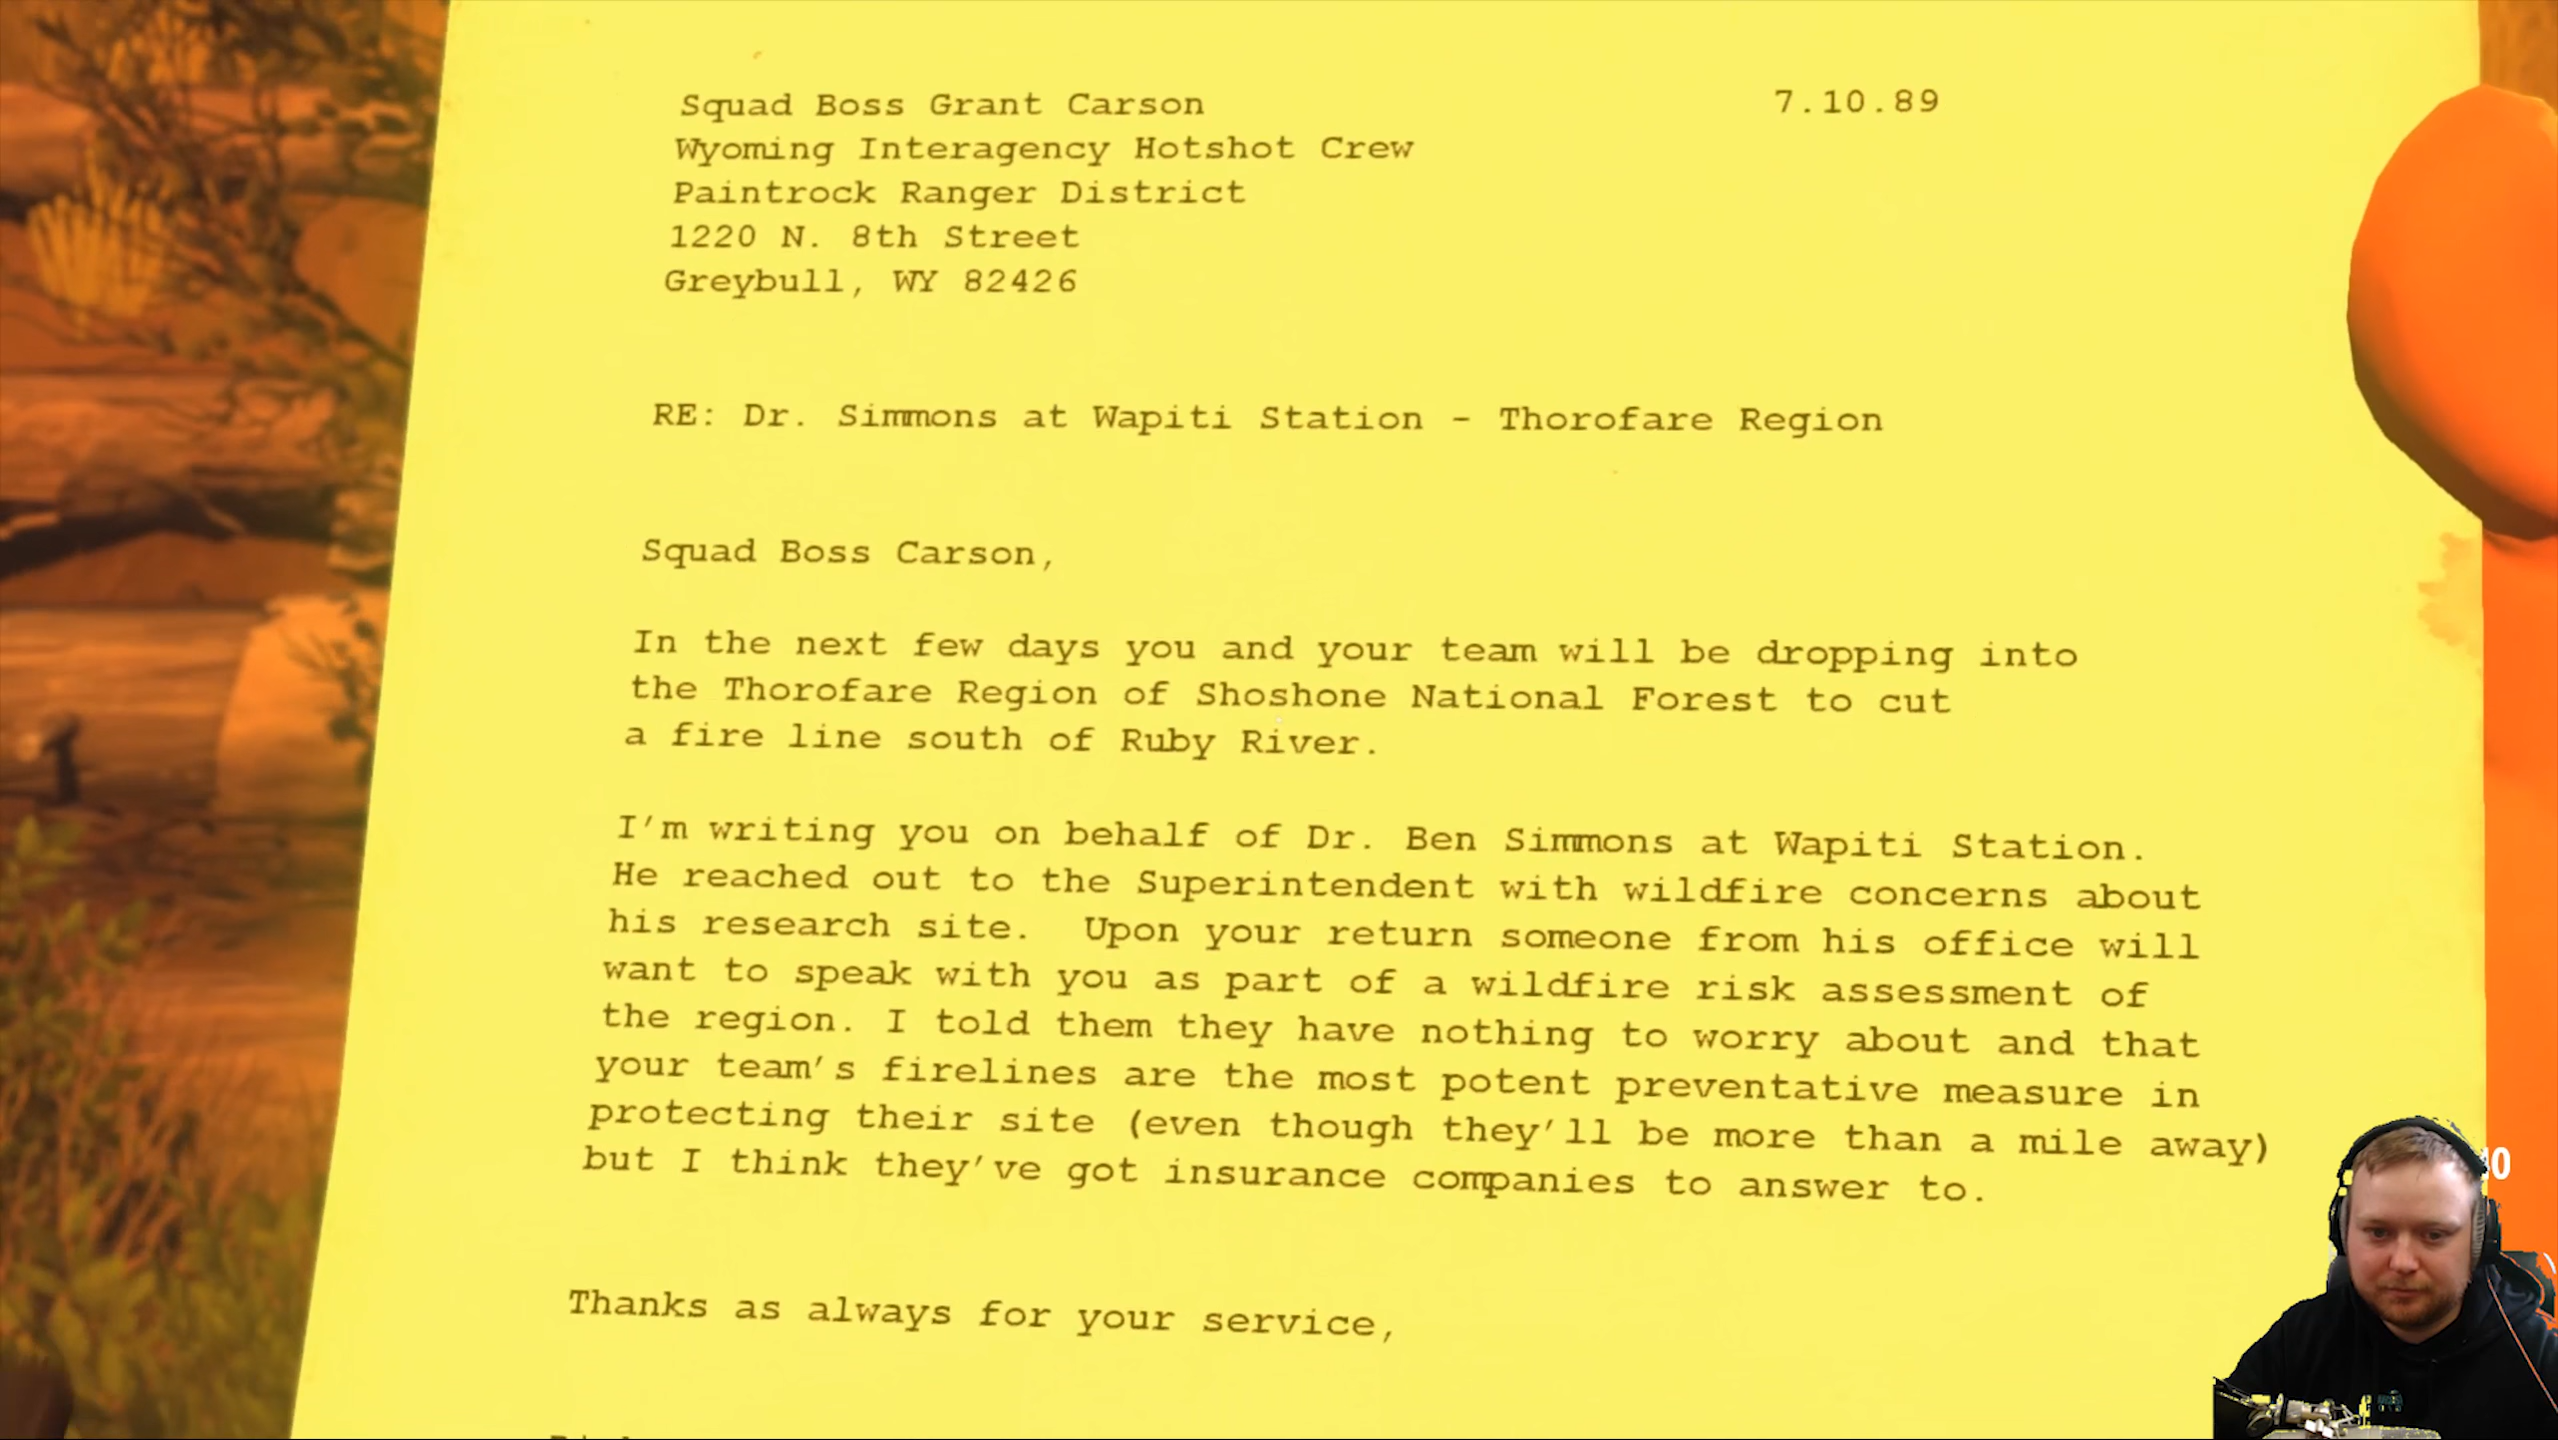 Squad Boss Grant Carson 7.10.89
Wyoming Interagency Hotshot Crew
Paintrock Ranger District
1220 N. 8th Street
Greybull, WY 82426
RE: Dr. Simmons at Wapiti Station - Thorofare Region
Squad Boss Carson,
In the next few days you and your team will be dropping into
the Thorofare Region of Shoshone National Forest to cut
a fire line south of Ruby River.
I'm writing you on behalf of Dr. Ben Simmons at Wapiti Station.
He reached out to the Superintendent with wildfire concerns about
his research site. Upon your return someone from his office will
want to speak with you as part of a wildfire risk assessment of
the region. I told them they have nothing to worry about and that
your team's firelines are the most potent preventative measure in
protecting their site (even though they'll be more than a mile away)
but I think they've got insurance companies to answer to.
Thanks as always for your service,